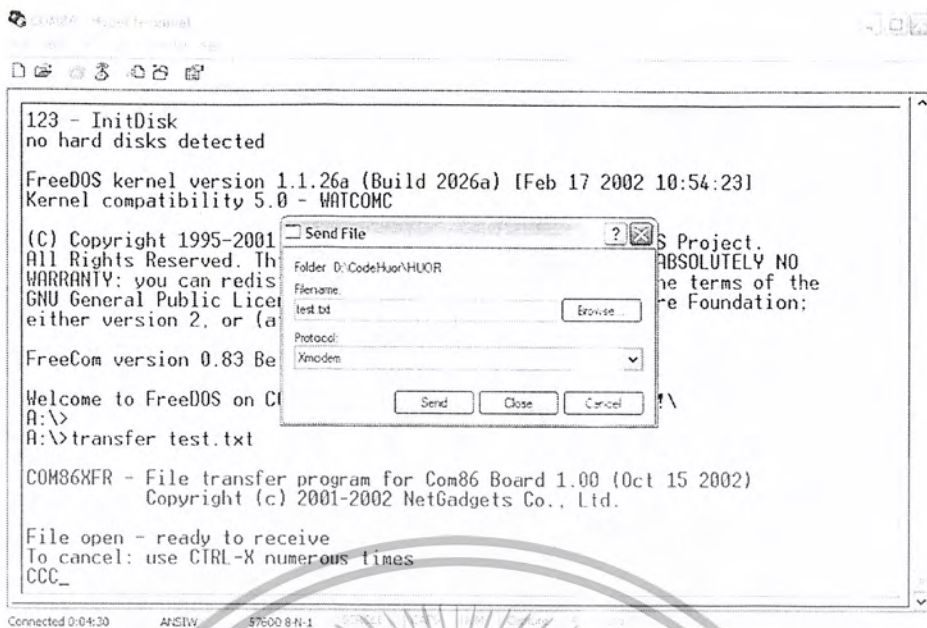 123 - InitDisk
no hard disks detected
FreeDOS kernel version 1.1.26a (Build 2026a) [Feb 17 2002 10:54:23]
Kernel compatibility 5.0 - WATCOMC
(C) Copyright 1995-2001
S Project.
All Rights Reserved. Th
ABSOLUTELY NO
WARRANTY: you can redis
he terms of the
GNU General Public Licen
re Foundation;
either version 2, or (a
FreeCom version 0.83 Be
Welcome to FreeDOS on CO
!\
A:\>
A:\>transfer test.txt
COM86XFR - File transfer program for Com86 Board 1.00 (Oct 15 2002)
Copyright (c) 2001-2002 NetGadgets Co., Ltd.
File open - ready to receive
To cancel: use CTRL-X numerous times
CCC_
Send File
Folder D:\CodeHuor\HUOR
Filename:
test.txt
Browse...
Protocol:
Xmodem
Send
Close
Cancel
Connected 0:04:30
ANSIW
57600 8-N-1